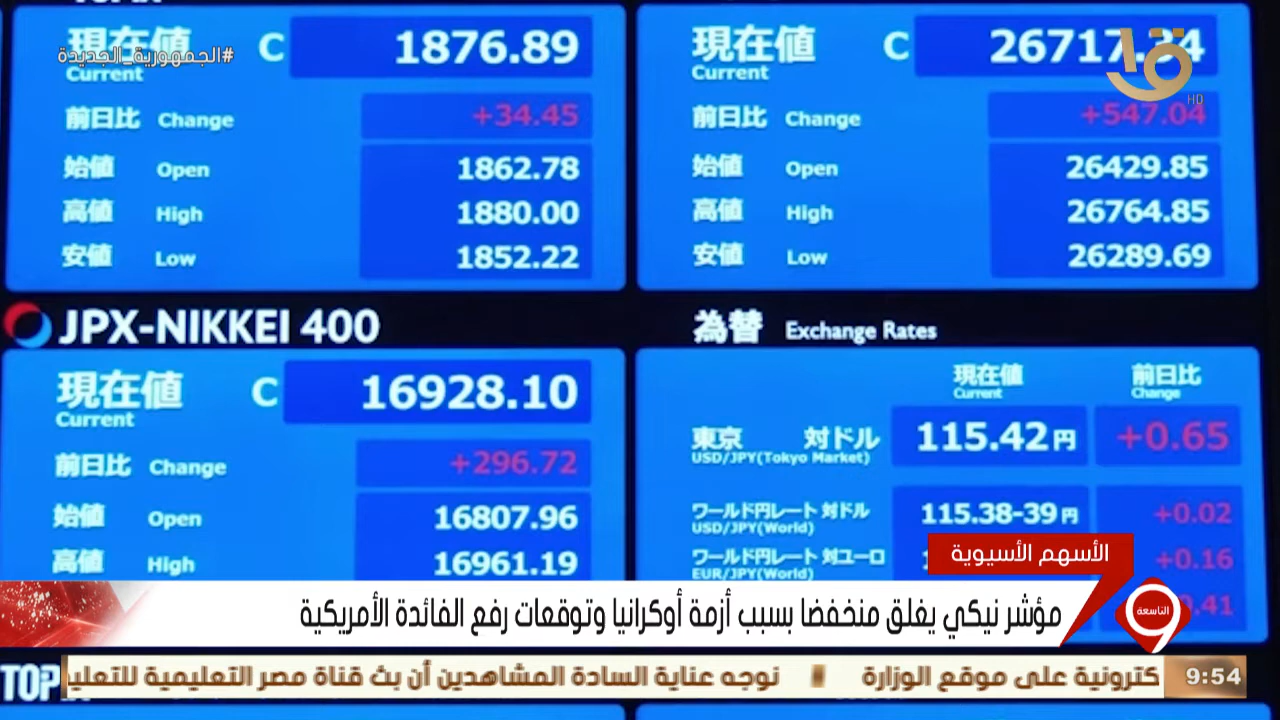 #الجمهورية_الجديدة
現在値 C 1876.89
Current
前日比 Change +34.45
始値 Open 1862.78
高値 High 1880.00
安値 Low 1852.22
現在値 C 26717.34
Current
HD
前日比 Change +547.04
始値 Open 26429.85
高値 High 26764.85
安値 Low 26289.69
JPX-NIKKEI 400
現在値 C 16928.10
Current
前日比 Change +296.72
始値 Open 16807.96
高値 High 16961.19
為替 Exchange Rates
現在値 前日比
Current Change
東京 対ドル 115.42円 +0.65
USD/JPY(Tokyo Market)
ワールド円レート 対ドル 115.38-39円 +0.02
USD/JPY(World)
ワールド円レート 対ユーロ +0.16
EUR/JPY(World)
الأسهم الأسيوية
التاسعة
9
مؤشر نيكي يغلق منخفضا بسبب أزمة أوكرانيا وتوقعات رفع الفائدة الأمريكية
TOP
كترونية على موقع الوزارة
نوجه عناية السادة المشاهدين أن بث قناة مصر التعليمية للتعلي
9:54